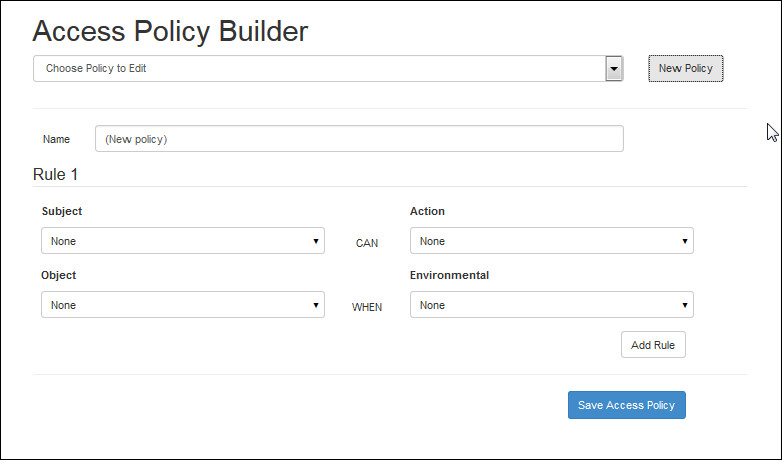 Access Policy Builder
Choose Policy to Edit
New Policy
Name
(New policy)
Rule 1
Subject
Action
None
CAN
None
Object
Environmental
None
WHEN
None
Add Rule
Save Access Policy